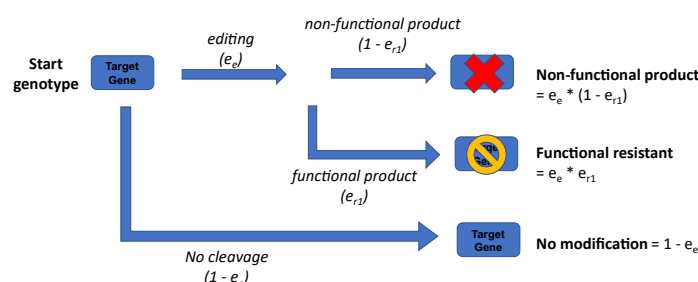 editing
(eₑ)
non-functional product
(1 - eᵣ₁)
Start
genotype
Target
Gene
Non-functional product
= eₑ * (1 - eᵣ₁)
functional product
(eᵣ₁)
Functional resistant
= eₑ * eᵣ₁
No cleavage
(1 - e
Target
Gene
No modification = 1 - eₑ